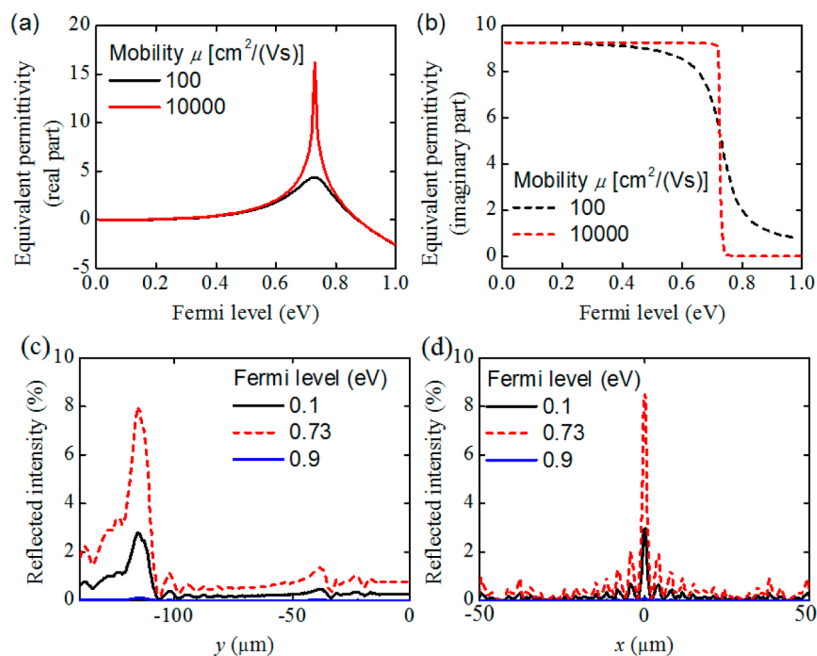 (a)
20
15
10
5
0
-5
Equivalent permittivity
(real part)
Mobility μ [cm²/(Vs)]
100
10000
0.0 0.2 0.4 0.6 0.8 1.0
Fermi level (eV)
(b)
10
8
6
4
2
0
Equivalent permittivity
(imaginary part)
Mobility μ [cm²/(Vs)]
100
10000
0.0 0.2 0.4 0.6 0.8 1.0
Fermi level (eV)
(c)
10
8
6
4
2
0
Reflected intensity (%)
Fermi level (eV)
0.1
0.73
0.9
-100 -50 0
y (μm)
(d)
10
8
6
4
2
0
Reflected intensity (%)
Fermi level (eV)
0.1
0.73
0.9
-50 0 50
x (μm)